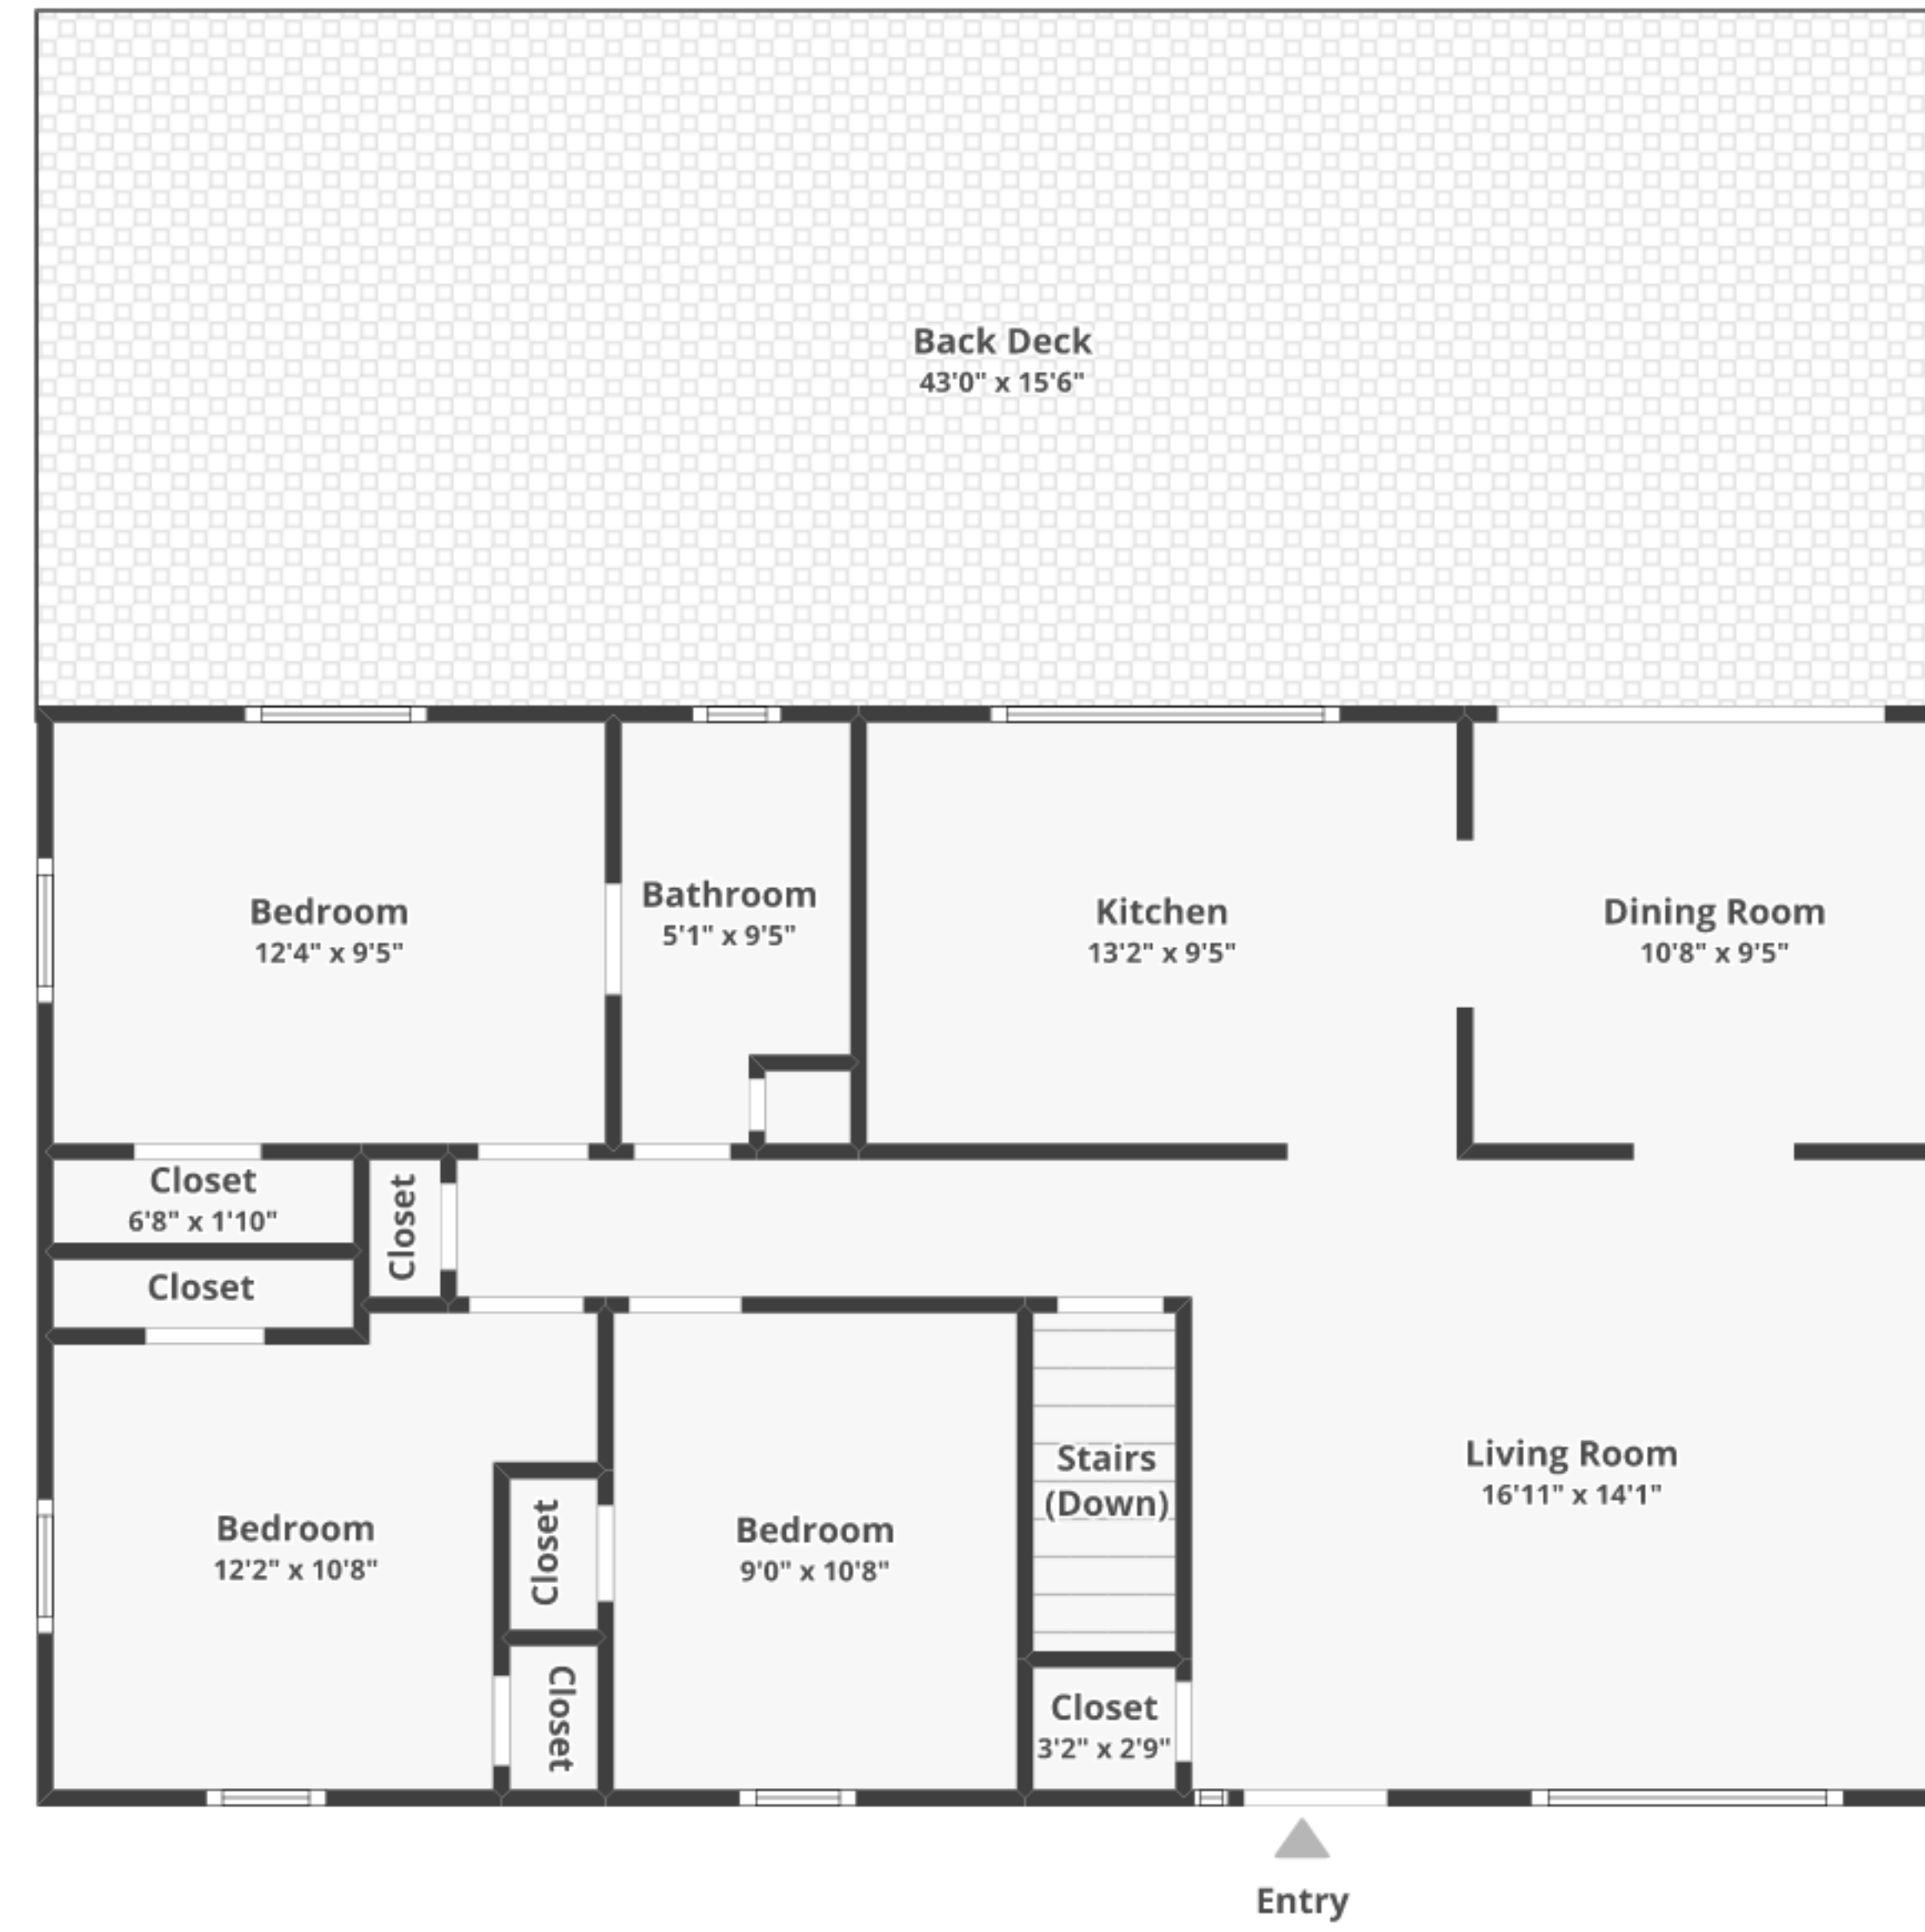 Back Deck
43'0" x 15'6"
Bedroom
12'4" x 9'5"
Bathroom
5'1" x 9'5"
Kitchen
13'2" x 9'5"
Dining Room
10'8" x 9'5"
Closet
6'8" x 1'10"
Closet
Closet
Bedroom
12'2" x 10'8"
Closet
Closet
Bedroom
9'0" x 10'8"
Stairs
(Down)
Closet
3'2" x 2'9"
Living Room
16'11" x 14'1"
Entry